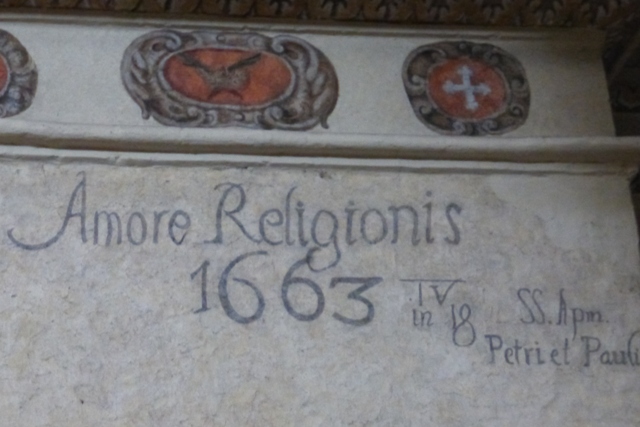 Amore Religionis
1663 IV
in 18 SS. Apm.
Petri et Pauli